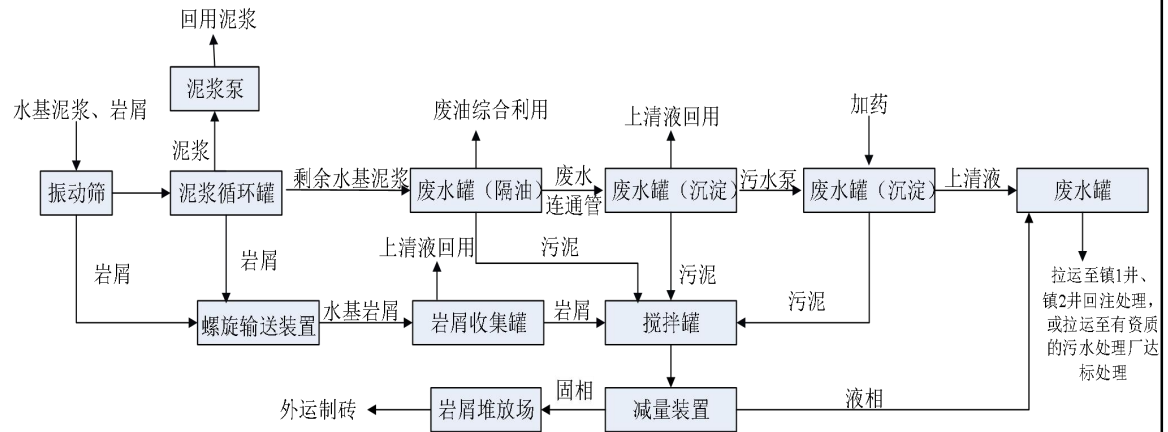 回用泥浆
泥浆泵
水基泥浆、岩屑
泥浆
废油综合利用
上清液回用
加药
振动筛
泥浆循环罐
剩余水基泥浆
废水罐（隔油）
废水
连通管
废水罐（沉淀）
污水泵
废水罐（沉淀）
上清液
废水罐
岩屑
岩屑
上清液回用
污泥
污泥
污泥
拉运至镇1井、
镇2井回注处理，
或拉运至有资质
的污水处理厂达
标处理
螺旋输送装置
水基岩屑
岩屑收集罐
岩屑
搅拌罐
外运制砖
岩屑堆放场
固相
减量装置
液相